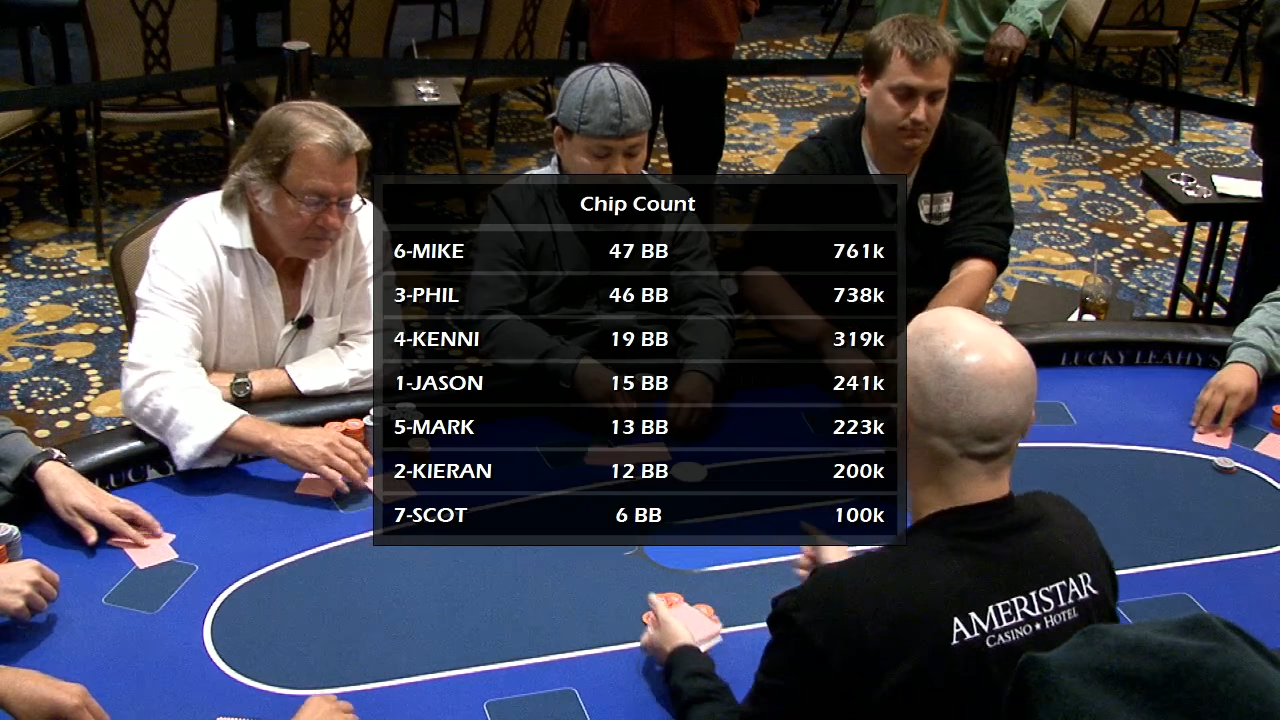 Chip Count
6-MIKE 47 BB 761k
3-PHIL 46 BB 738k
4-KENNI 19 BB 319k
1-JASON 15 BB 241k
5-MARK 13 BB 223k
2-KIERAN 12 BB 200k
7-SCOT 6 BB 100k
LUCKY LEAHY'S
LUCKY
AMERISTAR
CASINO ★ HOTEL